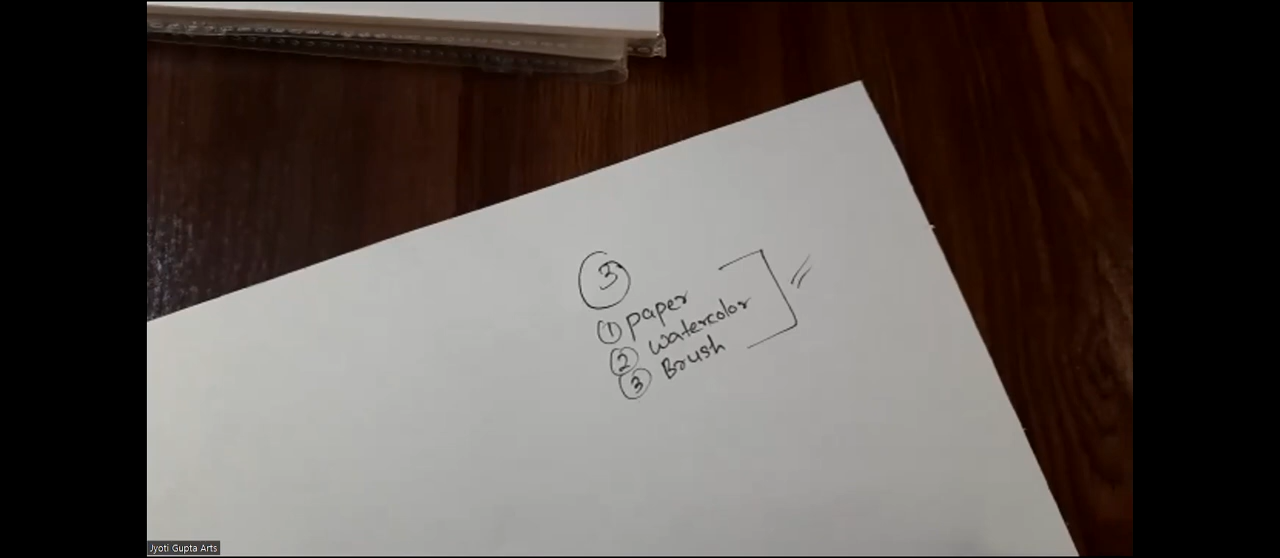 3
① paper
② watercolor
③ Brush
Jyoti Gupta Arts